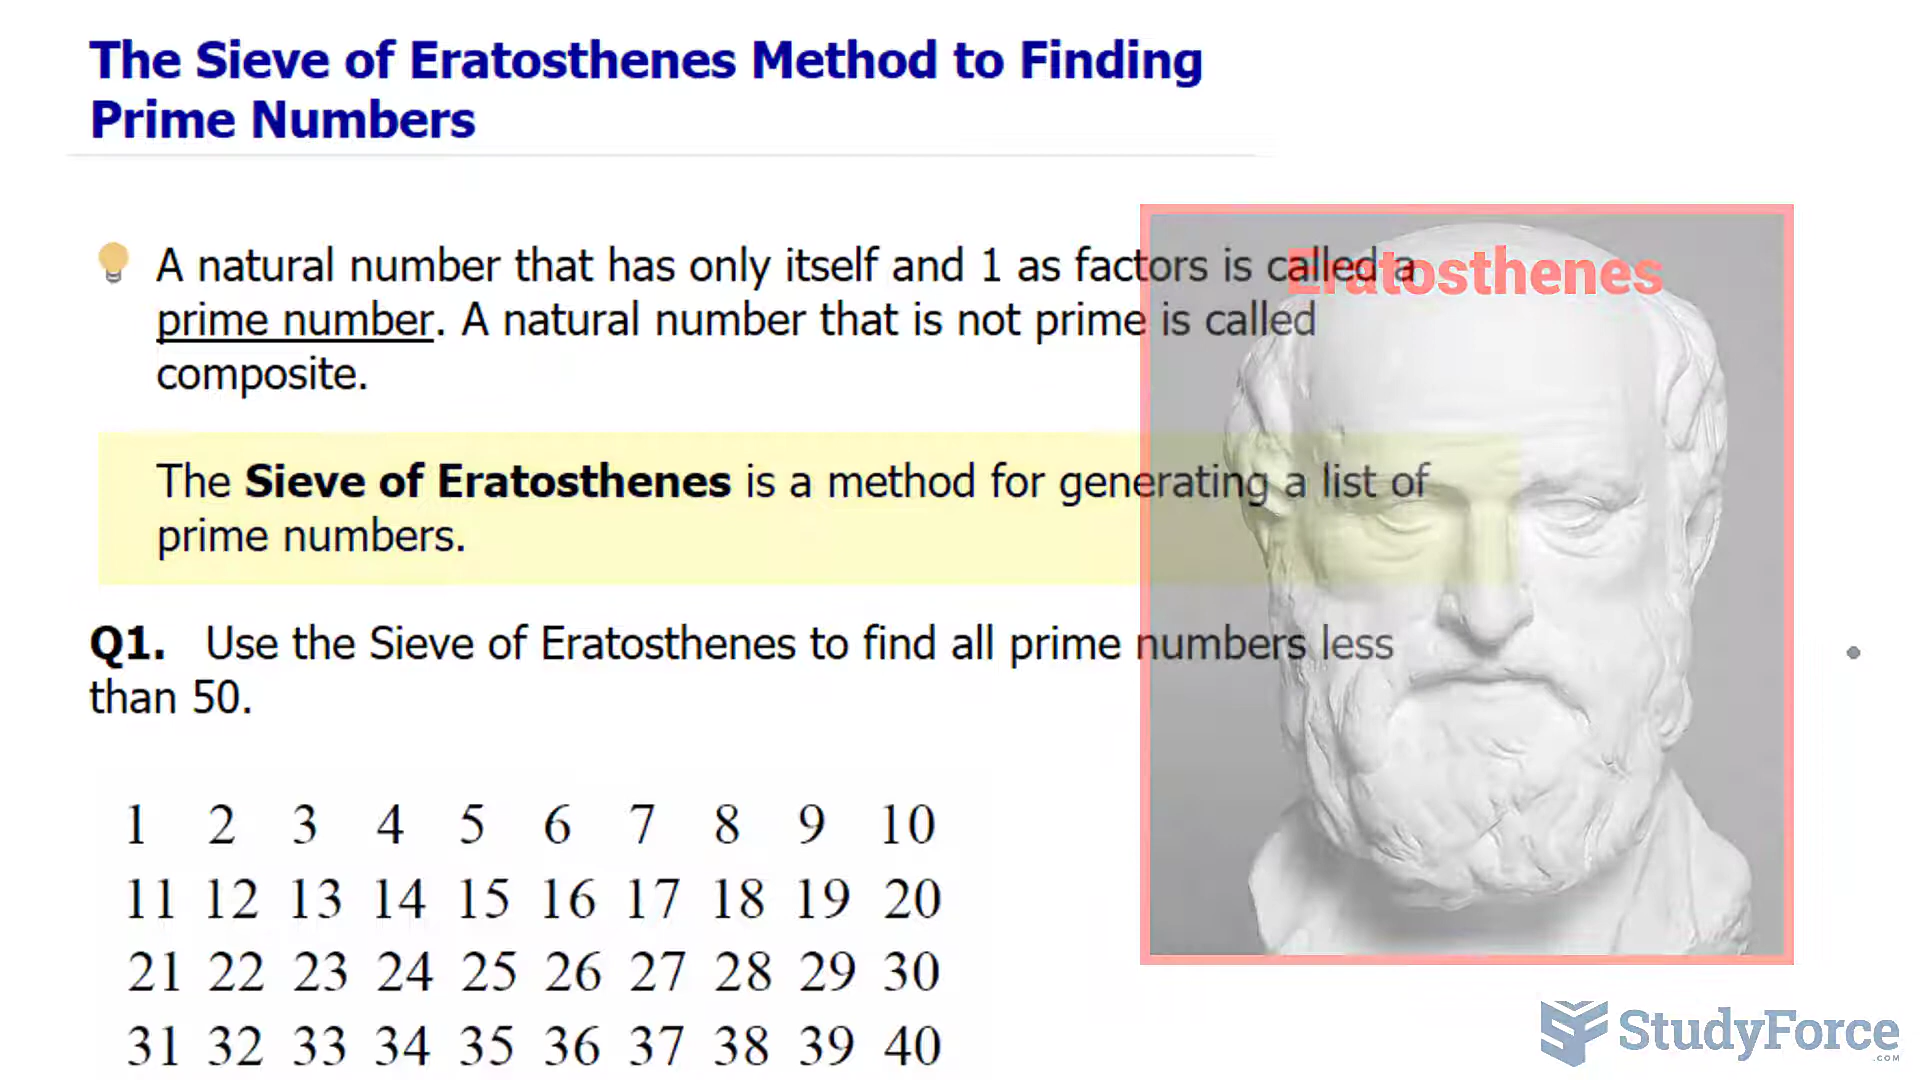 The Sieve of Eratosthenes Method to Finding
Prime Numbers
A natural number that has only itself and 1 as factors is called a
prime number. A natural number that is not prime is called
composite.
Eratosthenes
The Sieve of Eratosthenes is a method for generating a list of
prime numbers.
Q1. Use the Sieve of Eratosthenes to find all prime numbers less
than 50.
1 2 3 4 5 6 7 8 9 10
11 12 13 14 15 16 17 18 19 20
21 22 23 24 25 26 27 28 29 30
31 32 33 34 35 36 37 38 39 40
StudyForce
.COM